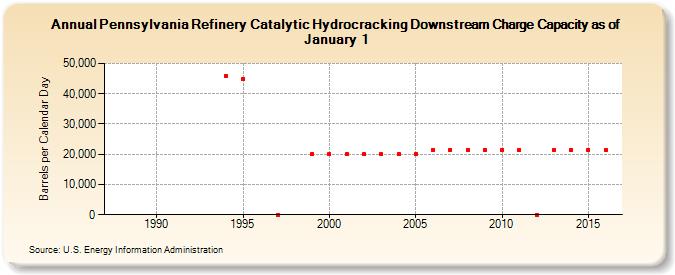 Annual Pennsylvania Refinery Catalytic Hydrocracking Downstream Charge Capacity as of
January 1
Barrels per Calendar Day
50,000
40,000
30,000
20,000
10,000
0
1990 1995 2000 2005 2010 2015
Source: U.S. Energy Information Administration